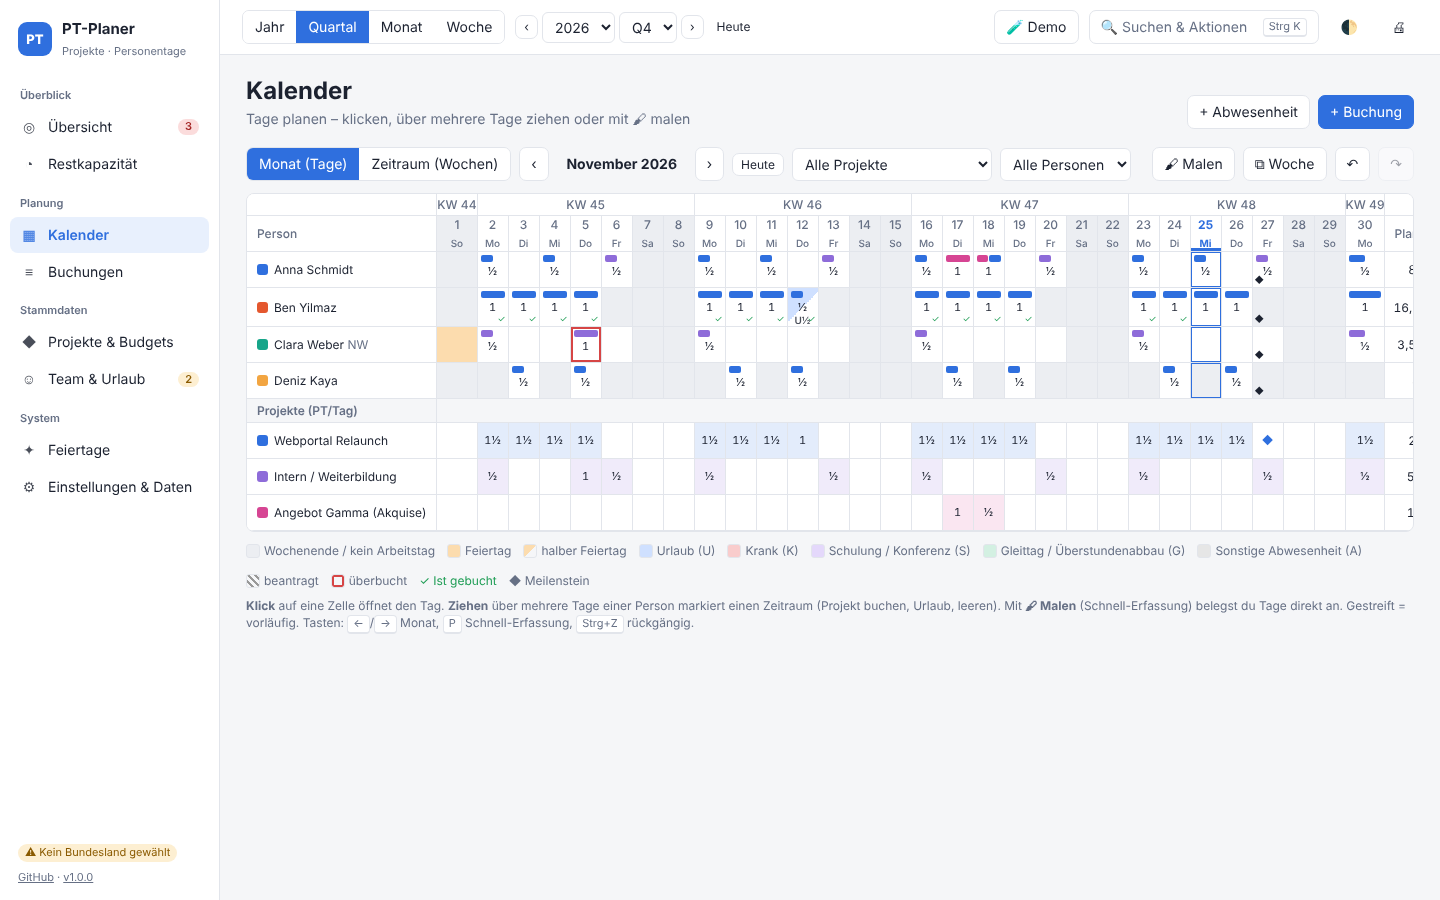 PT
PT-Planer
Projekte · Personentage
Überblick
Übersicht 3
Restkapazität
Planung
Kalender
Buchungen
Stammdaten
Projekte & Budgets
Team & Urlaub 2
System
Feiertage
Einstellungen & Daten
Kein Bundesland gewählt
GitHub · v1.0.0
Jahr Quartal Monat Woche ‹ 2026 Q4 › Heute Demo Suchen & Aktionen Strg K
Kalender
Tage planen – klicken, über mehrere Tage ziehen oder mit 🖌 malen
+ Abwesenheit + Buchung
Monat (Tage) Zeitraum (Wochen) ‹ November 2026 › Heute Alle Projekte Alle Personen 🖌 Malen ⧉ Woche ↶ ↷
KW 44 KW 45 KW 46 KW 47 KW 48 KW 49
Person 1 2 3 4 5 6 7 8 9 10 11 12 13 14 15 16 17 18 19 20 21 22 23 24 25 26 27 28 29 30
So Mo Di Mi Do Fr Sa So Mo Di Mi Do Fr Sa So Mo Di Mi Do Fr Sa So Mo Di Mi Do Fr Sa So Mo
Anna Schmidt ½ ½ ½ ½ ½ ½ ½ 1 1 ½ ½ ½ ½ ½ 8
Ben Yilmaz 1 1 1 1 1 1 1 ½ U½ 1 1 1 1 1 1 1 1 1 16,
Clara Weber NW ½ 1 ½ ½ ½ ½ 3,5
Deniz Kaya ½ ½ ½ ½ ½ ½ ½ ½
Projekte (PT/Tag)
Webportal Relaunch 1½ 1½ 1½ 1½ 1½ 1½ 1½ 1 1½ 1½ 1½ 1½ 1½ 1½ 1½ 1½ 1½ 2
Intern / Weiterbildung ½ 1 ½ ½ ½ ½ ½ ½ ½ ½ 5
Angebot Gamma (Akquise) 1 ½ 1
Wochenende / kein Arbeitstag Feiertag halber Feiertag Urlaub (U) Krank (K) Schulung / Konferenz (S) Gleittag / Überstundenabbau (G) Sonstige Abwesenheit (A)
beantragt überbucht ✓ Ist gebucht ◆ Meilenstein
Klick auf eine Zelle öffnet den Tag. Ziehen über mehrere Tage einer Person markiert einen Zeitraum (Projekt buchen, Urlaub, leeren). Mit 🖌 Malen (Schnell-Erfassung) belegst du Tage direkt an. Gestreift =
vorläufig. Tasten: ← / → Monat, P Schnell-Erfassung, Strg+Z rückgängig.